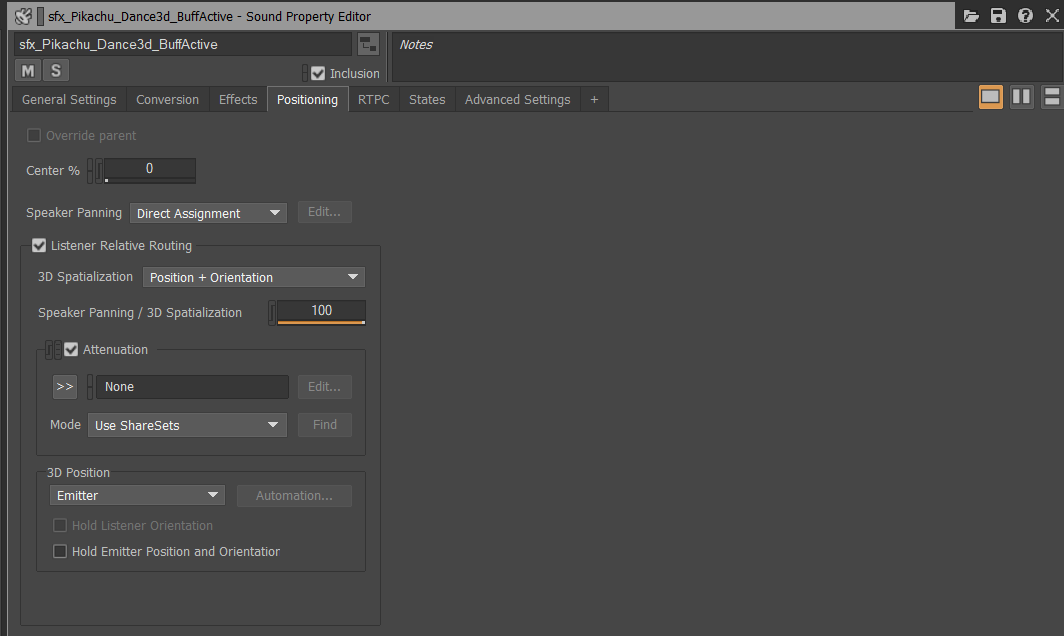 sfx_Pikachu_Dance3d_BuffActive - Sound Property Editor
sfx_Pikachu_Dance3d_BuffActive
Notes
M S
Inclusion
General Settings Conversion Effects Positioning RTPC States Advanced Settings +
Override parent
Center % 0
Speaker Panning Direct Assignment Edit...
Listener Relative Routing
3D Spatialization Position + Orientation
Speaker Panning / 3D Spatialization 100
Attenuation
>> None Edit...
Mode Use ShareSets Find
3D Position
Emitter Automation...
Hold Listener Orientation
Hold Emitter Position and Orientatior